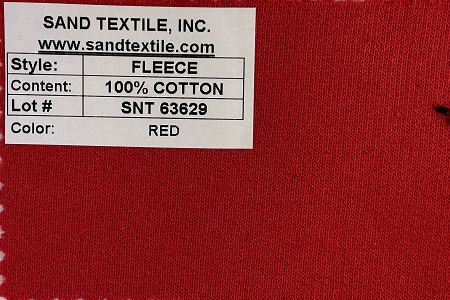 SAND TEXTILE, INC.
www.sandtextile.com
Style: FLEECE
Content: 100% COTTON
Lot # SNT 63629
Color: RED